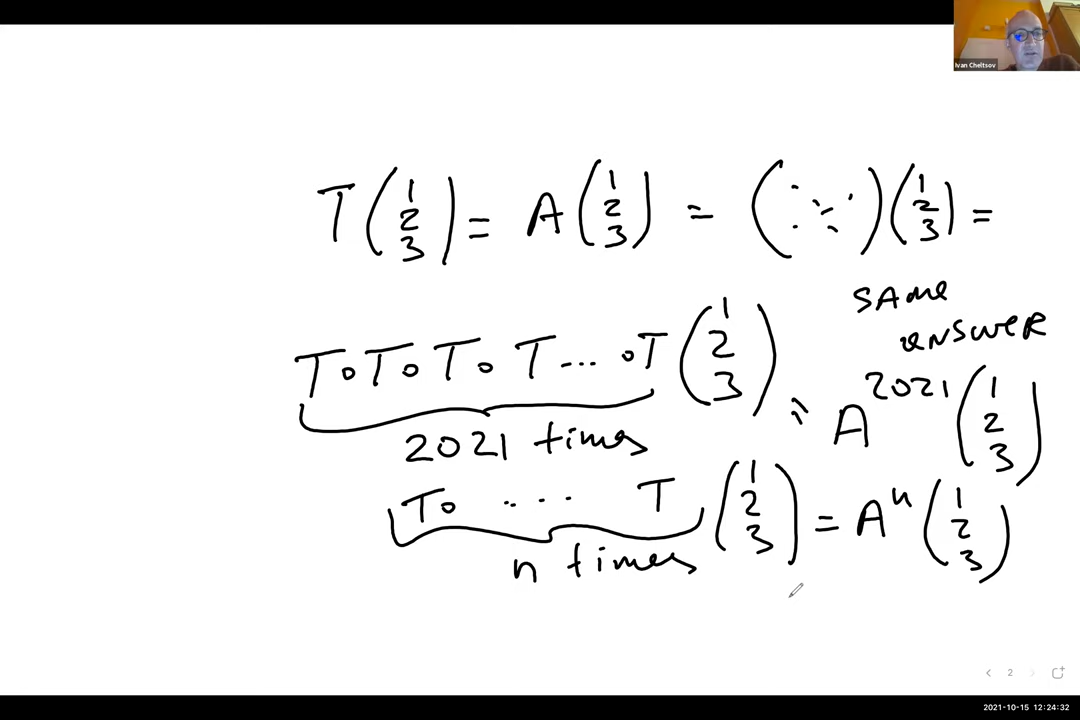 Ivan Cheltsov
T(1 2 3) = A(1 2 3) = ( )(1 2 3) =
SAME
ANSWER
T∘T∘T∘T...∘T(1 2 3) = A^2021(1 2 3)
2021 times
T∘ ... T(1 2 3) = A^n(1 2 3)
n times
2
2021-10-15 12:24:32